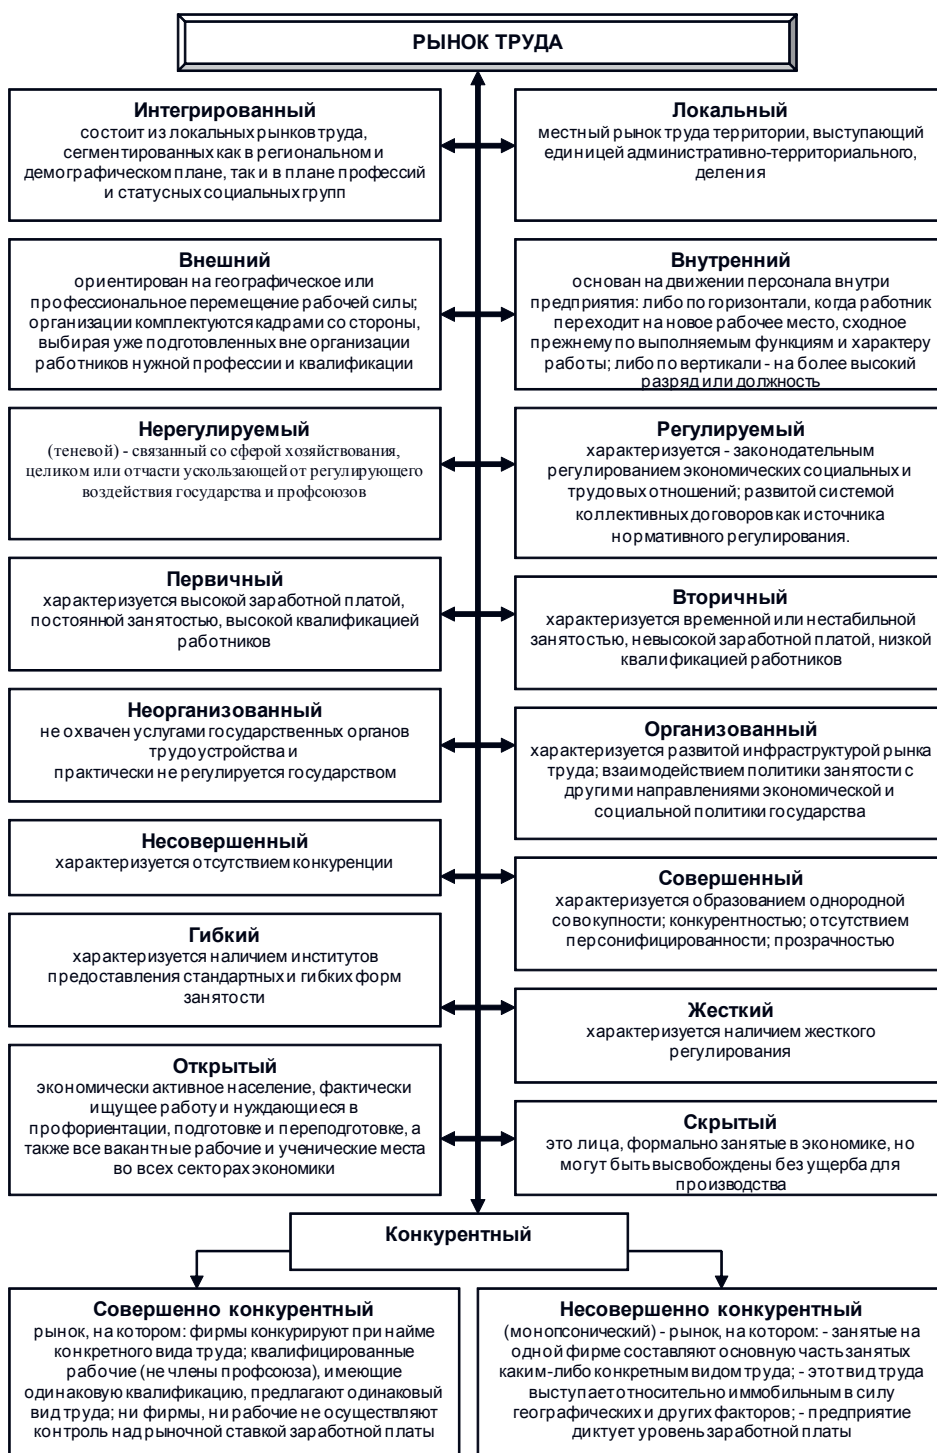 РЫНОК ТРУДА
Интегрированный
состоит из локальных рынков труда,
сегментированных как в региональном и
демографическом плане, так и в плане профессий
и статусных социальных групп
Локальный
местный рынок труда территории, выступающий
единицей административно-территориального,
деления
Внешний
ориентирован на географическое или
профессиональное перемещение рабочей силы;
организации комплектуются кадрами со стороны,
выбирая уже подготовленных вне организации
работников нужной профессии и квалификации
Внутренний
основан на движении персонала внутри
предприятия: либо по горизонтали, когда работник
переходит на новое рабочее место, сходное
прежнему по выполняемым функциям и характеру
работы; либо по вертикали - на более высокий
разряд или должность
Нерегулируемый
(теневой) - связанный со сферой хозяйствования,
целиком или отчасти ускользающей от регулирующего
воздействия государства и профсоюзов
Регулируемый
характеризуется - законодательным
регулированием экономических социальных и
трудовых отношений; развитой системой
коллективных договоров как источника
нормативного регулирования.
Первичный
характеризуется высокой заработной платой,
постоянной занятостью, высокой квалификацией
работников
Вторичный
характеризуется временной или нестабильной
занятостью, невысокой заработной платой, низкой
квалификацией работников
Неорганизованный
не охвачен услугами государственных органов
трудоустройства и
практически не регулируется государством
Организованный
характеризуется развитой инфраструктурой рынка
труда; взаимодействием политики занятости с
другими направлениями экономической и
социальной политики государства
Несовершенный
характеризуется отсутствием конкуренции
Совершенный
характеризуется образованием однородной
совокупности; конкурентностью; отсутствием
персонифицированности; прозрачностью
Гибкий
характеризуется наличием институтов
предоставления стандартных и гибких форм
занятости
Жесткий
характеризуется наличием жесткого
регулирования
Открытый
экономически активное население, фактически
ищущее работу и нуждающиеся в
профориентации, подготовке и переподготовке, а
также все вакантные рабочие и ученические места
во всех секторах экономики
Скрытый
это лица, формально занятые в экономике, но
могут быть высвобождены без ущерба для
производства
Конкурентный
Совершенно конкурентный
рынок, на котором: фирмы конкурируют при найме
конкретного вида труда; квалифицированные
рабочие (не члены профсоюза), имеющие
одинаковую квалификацию, предлагают одинаковый
вид труда; ни фирмы, ни рабочие не осуществляют
контроль над рыночной ставкой заработной платы
Несовершенно конкурентный
(монопсонический) - рынок, на котором: - занятые на
одной фирме составляют основную часть занятых
каким-либо конкретным видом труда; - этот вид труда
выступает относительно иммобильным в силу
географических и других факторов; - предприятие
диктует уровень заработной платы